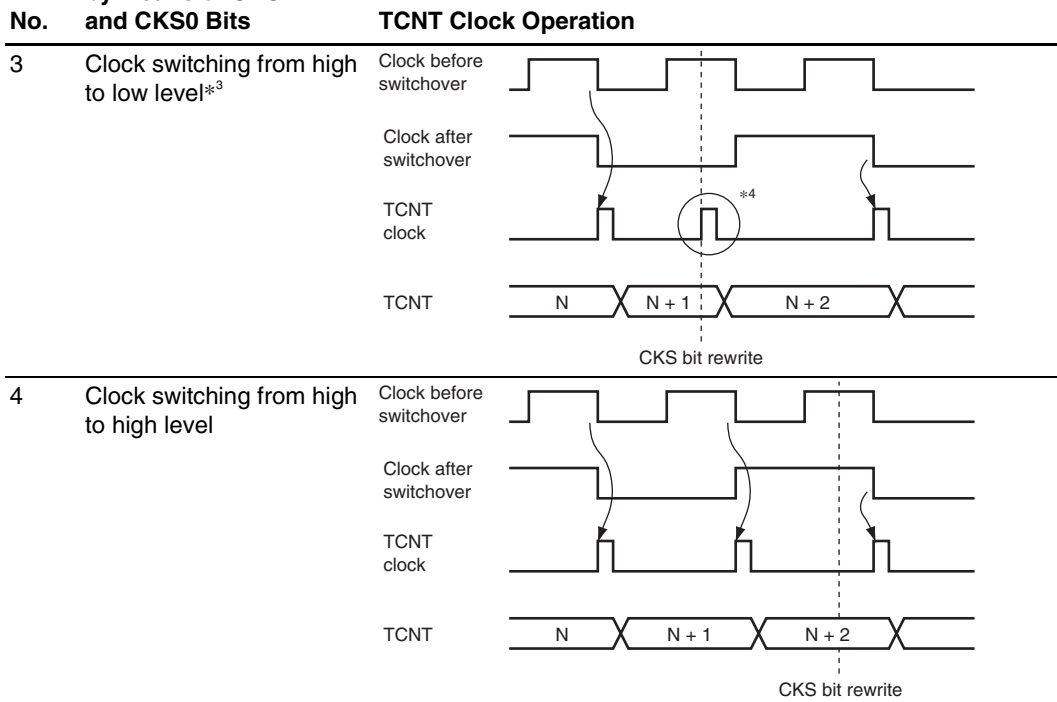 No. and CKS0 Bits TCNT Clock Operation
3 Clock switching from high to low level*3
Clock before switchover
Clock after switchover
TCNT clock
*4
TCNT N N + 1 N + 2
CKS bit rewrite
4 Clock switching from high to high level
Clock before switchover
Clock after switchover
TCNT clock
TCNT N N + 1 N + 2
CKS bit rewrite